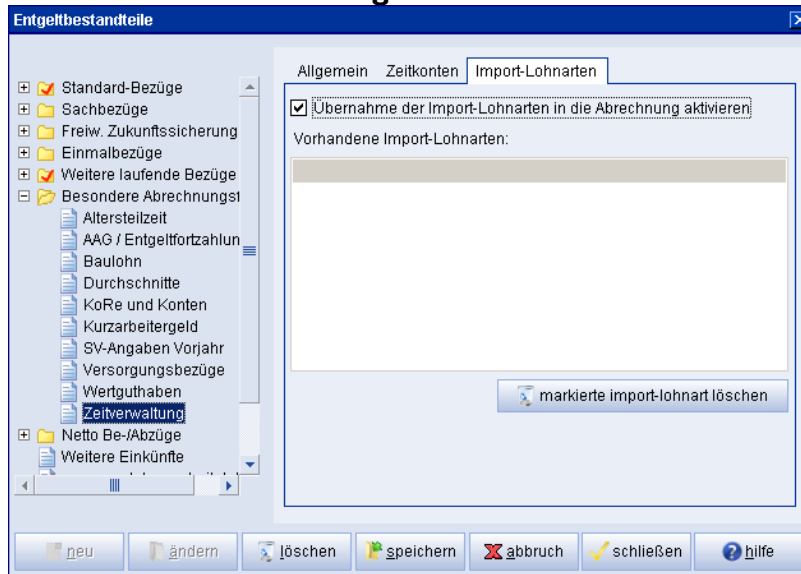 Entgeltbestandteile
Standard-Bezüge
Sachbezüge
Freiw. Zukunftssicherung
Einmalbezüge
Weitere laufende Bezüge
Besondere Abrechnungst
Altersteilzeit
AAG / Entgeltfortzahlun
Baulohn
Durchschnitte
KoRe und Konten
Kurzarbeitergeld
SV-Angaben Vorjahr
Versorgungsbezüge
Wertguthaben
Zeitverwaltung
Netto Be-/Abzüge
Weitere Einkünfte
Allgemein Zeitkonten Import-Lohnarten
Übernahme der Import-Lohnarten in die Abrechnung aktivieren
Vorhandene Import-Lohnarten:
markierte import-lohnart löschen
neu ändern löschen speichern abbruch schließen hilfe